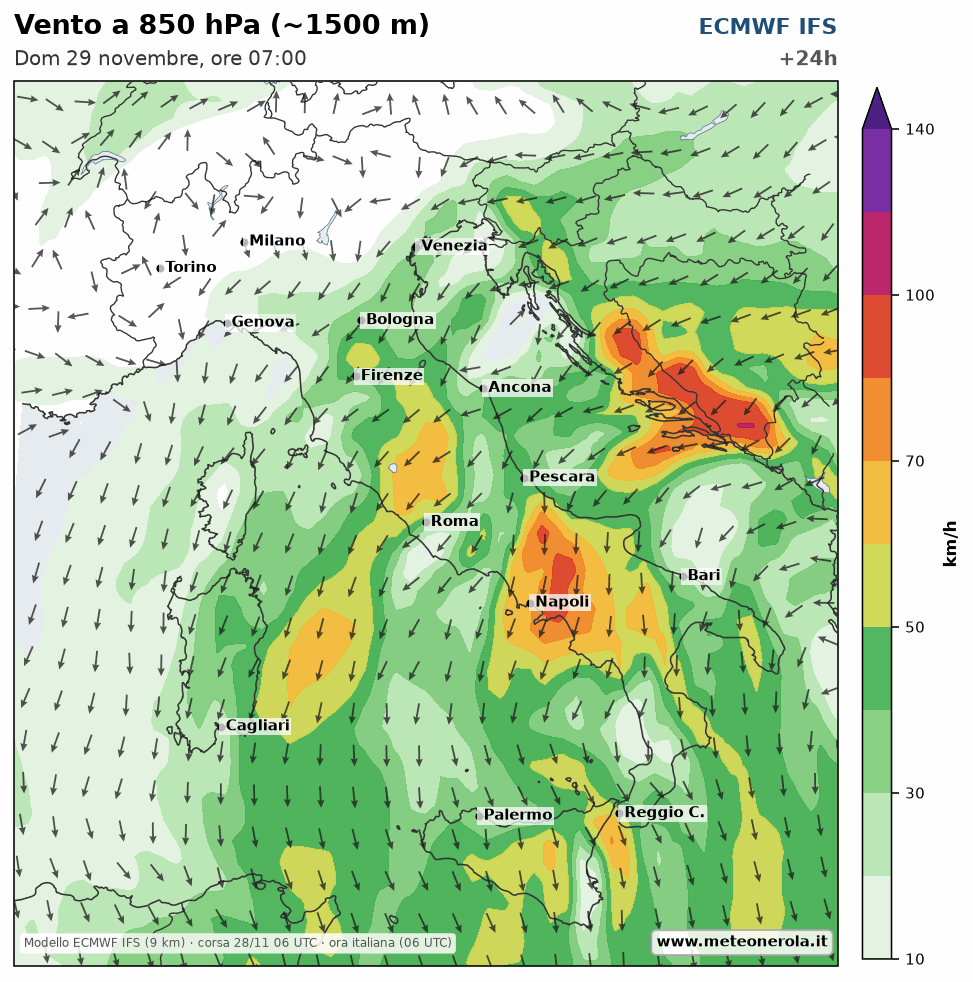 Vento a 850 hPa (~1500 m)
ECMWF IFS
Dom 29 novembre, ore 07:00
+24h
140
100
70
50
30
10
km/h
Milano
Venezia
Torino
Genova
Bologna
Firenze
Ancona
Pescara
Roma
Bari
Napoli
Cagliari
Palermo
Reggio C.
Modello ECMWF IFS (9 km) · corsa 28/11 06 UTC · ora italiana (06 UTC)
www.meteonerola.it